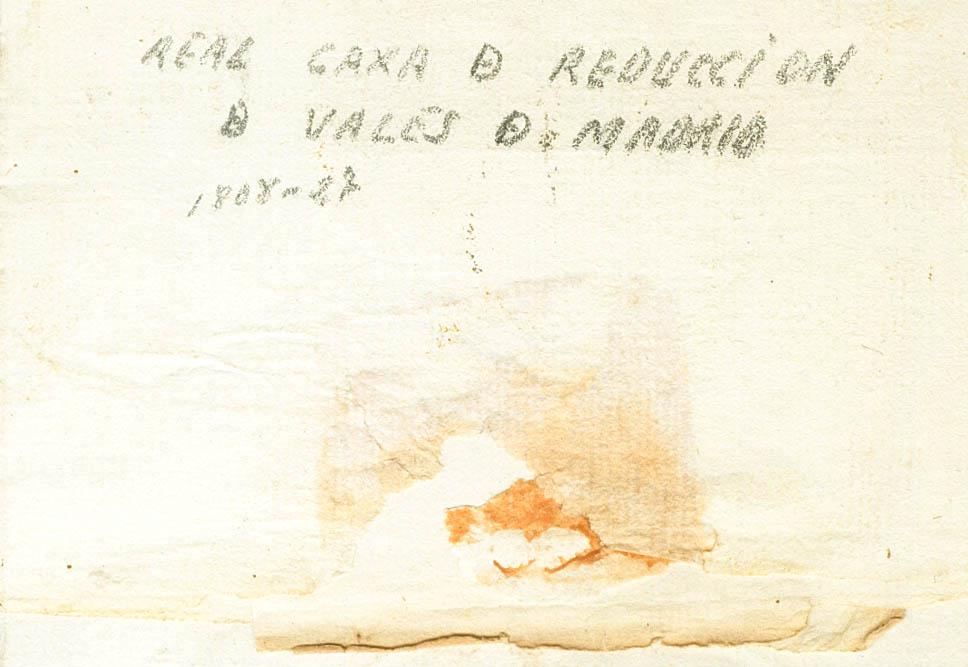 REAL CAXA D REDUCCION
D VALES D MADRID
1808-27